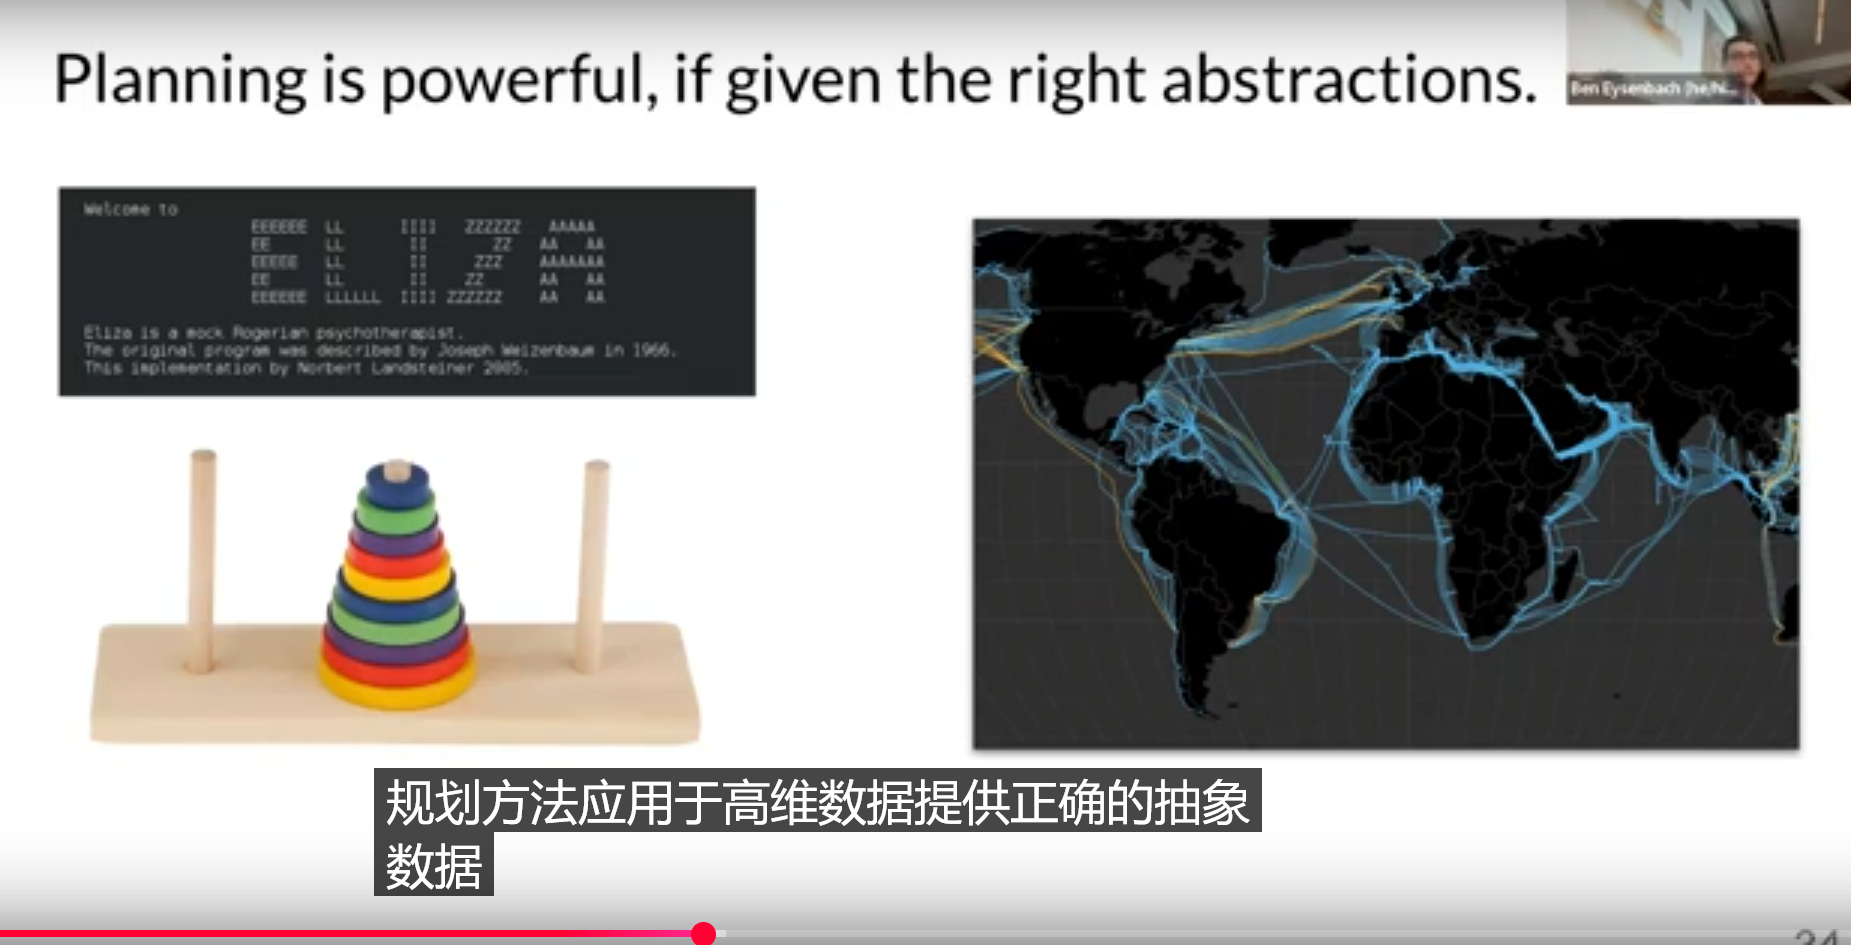 Planning is powerful, if given the right abstractions.
Ben Eysenbach (he/hi...
Welcome to
EEEEEE LL IIII ZZZZZZ AAAAA
EE LL II ZZ AA AA
EEEEE LL II ZZZ AAAAAAA
EE LL II ZZ AA AA
EEEEEE LLLLLL IIII ZZZZZZ AA AA
Eliza is a mock Rogerian psychotherapist.
The original program was described by Joseph Weizenbaum in 1966.
This implementation by Norbert Landsteiner 2005.
规划方法应用于高维数据提供正确的抽象
数据